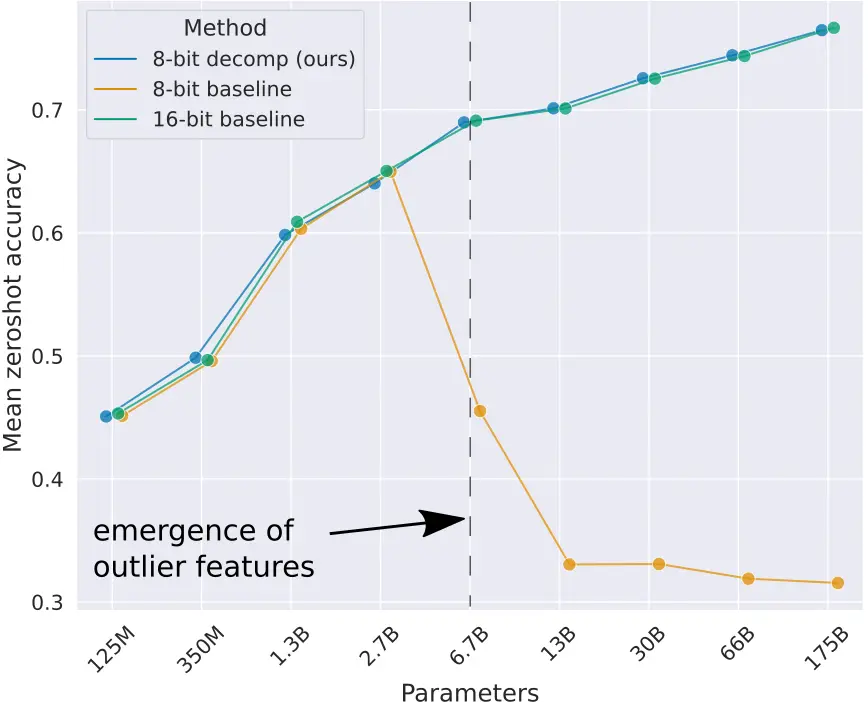 Method
8-bit decomp (ours)
8-bit baseline
16-bit baseline
Mean zeroshot accuracy
0.7
0.6
0.5
0.4
0.3
emergence of
outlier features
125M
350M
1.3B
2.7B
6.7B
13B
30B
66B
175B
Parameters